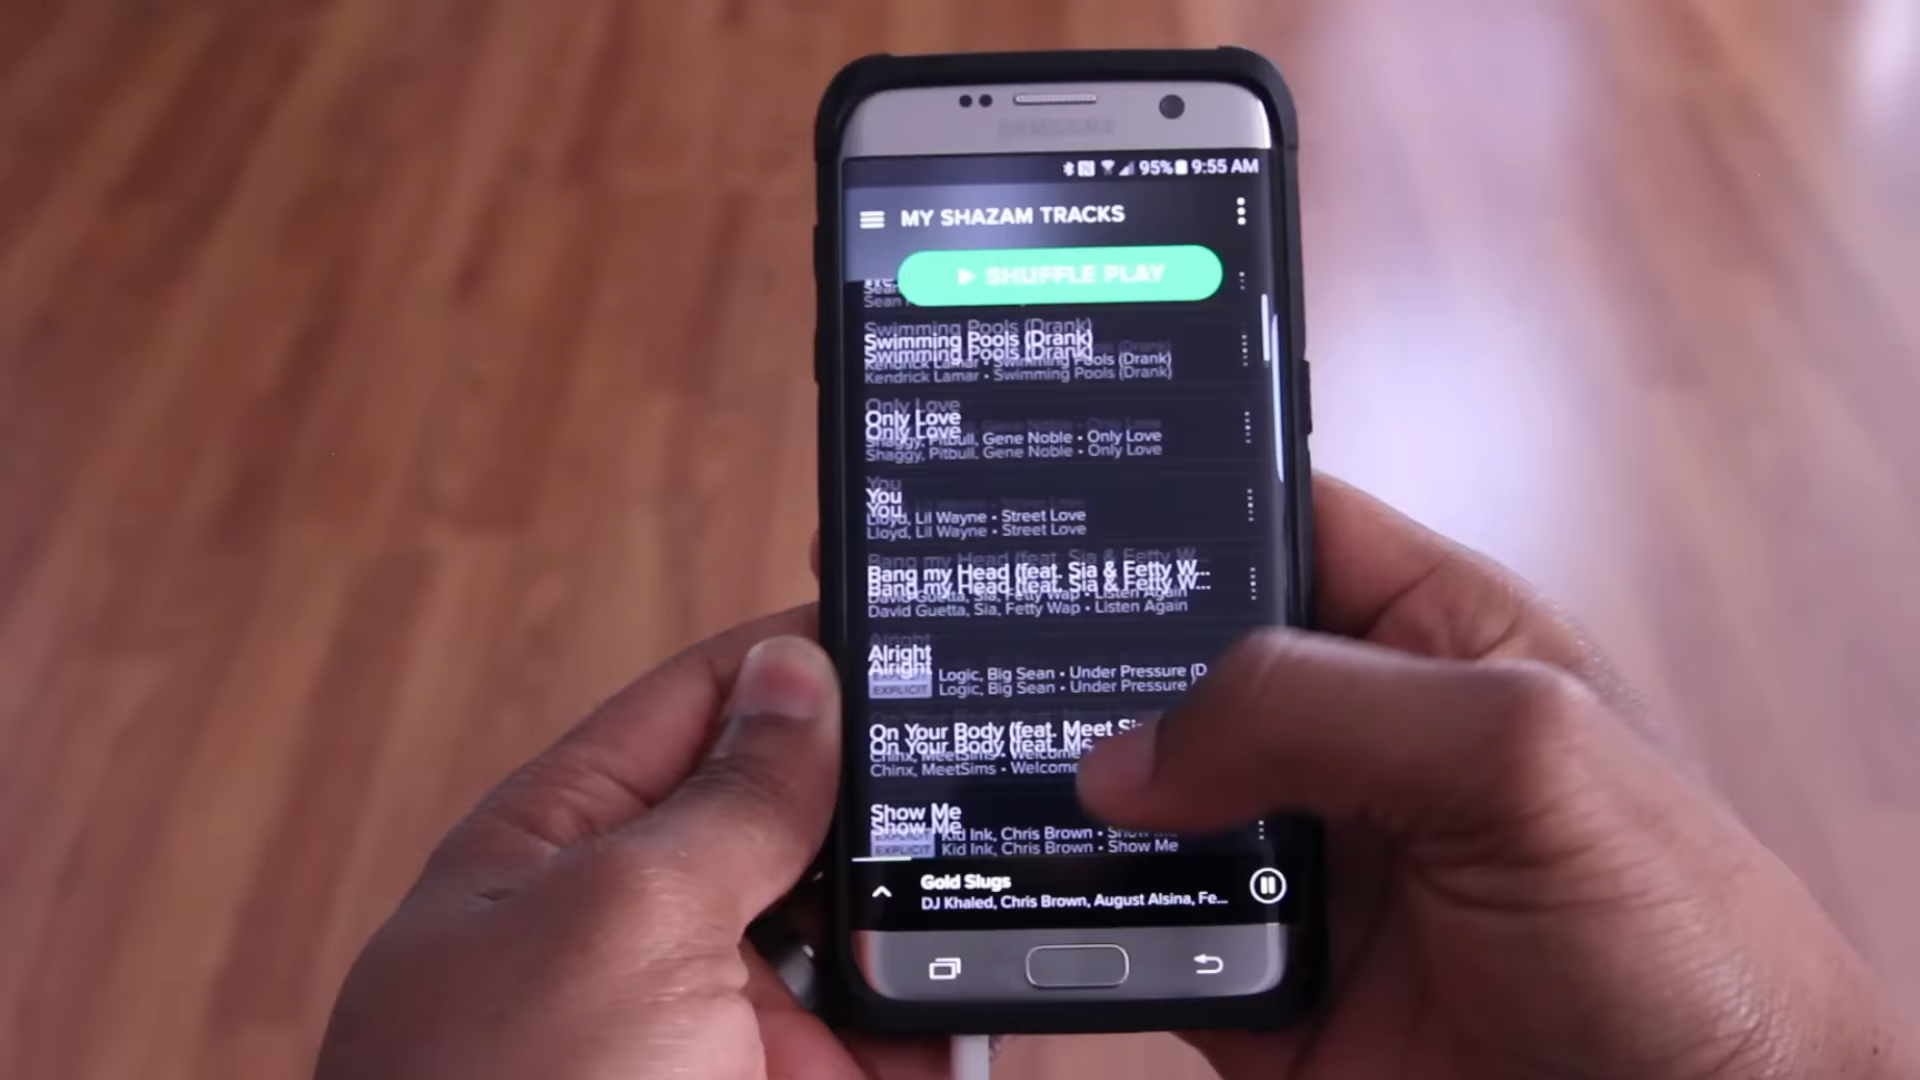 SAMSUNG
95% 9:55 AM
MY SHAZAM TRACKS
SHUFFLE PLAY
Sean
Swimming Pools (Drank)
Kendrick Lamar • Swimming Pools (Drank)
Only Love
Shaggy, Pitbull, Gene Noble • Only Love
You
Lloyd, Lil Wayne • Street Love
Bang my Head (feat. Sia & Fetty W...
David Guetta, Sia, Fetty Wap • Listen Again
Alright
EXPLICIT Logic, Big Sean • Under Pressure (D
On Your Body (feat. Meet
Chinx, MeetSims • Welcome
Show Me
EXPLICIT Kid Ink, Chris Brown • Show Me
Gold Slugs
DJ Khaled, Chris Brown, August Alsina, Fe...